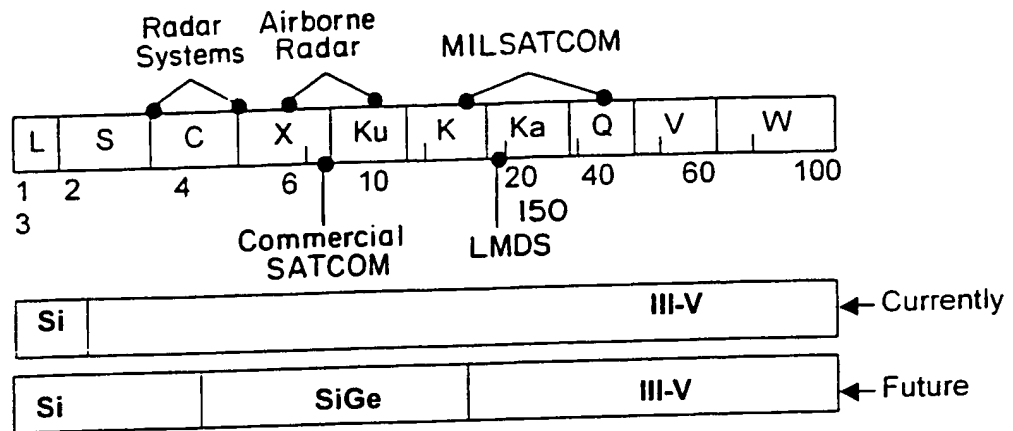 Radar Systems
Airborne Radar
MILSATCOM
L S C X Ku K Ka Q V W
1 2 4 6 10 20 40 60 100
3 150
Commercial SATCOM
LMDS
Si III-V Currently
Si SiGe III-V Future